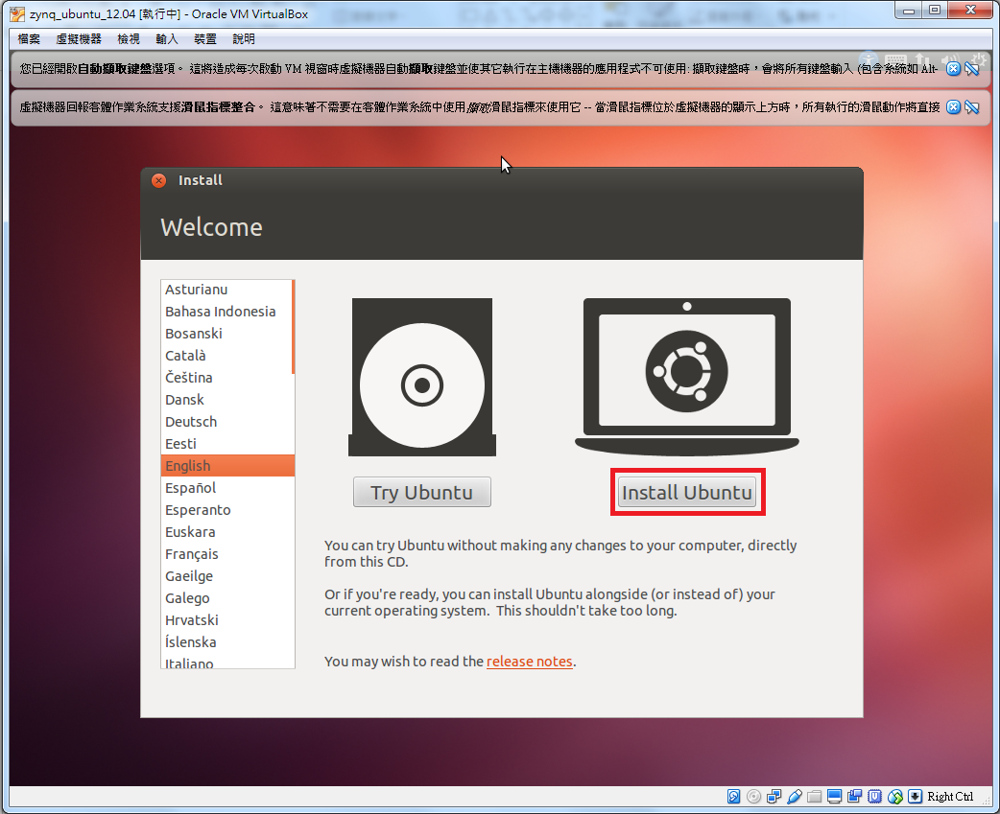 zynq_ubuntu_12.04 [執行中] - Oracle VM VirtualBox
檔案 虛擬機器 檢視 輸入 裝置 說明
您已經開啟自動擷取鍵盤選項。 這將造成每次啟動 VM 視窗時虛擬機器自動擷取鍵盤並使其它執行在主機機器的應用程式不可使用: 擷取鍵盤時，會將所有鍵盤輸入 (包含系統如 Alt-
虛擬機器回報客體作業系統支援滑鼠指標整合。 這意味著不需要在客體作業系統中使用擷取滑鼠指標來使用它 -- 當滑鼠指標位於虛擬機器的顯示上方時，所有執行的滑鼠動作將直接
Install
Welcome
Asturianu
Bahasa Indonesia
Bosanski
Català
Čeština
Dansk
Deutsch
Eesti
English
Español
Esperanto
Euskara
Français
Gaeilge
Galego
Hrvatski
Íslenska
Italiano
Try Ubuntu
Install Ubuntu
You can try Ubuntu without making any changes to your computer, directly
from this CD.
Or if you're ready, you can install Ubuntu alongside (or instead of) your
current operating system. This shouldn't take too long.
You may wish to read the release notes.
Right Ctrl